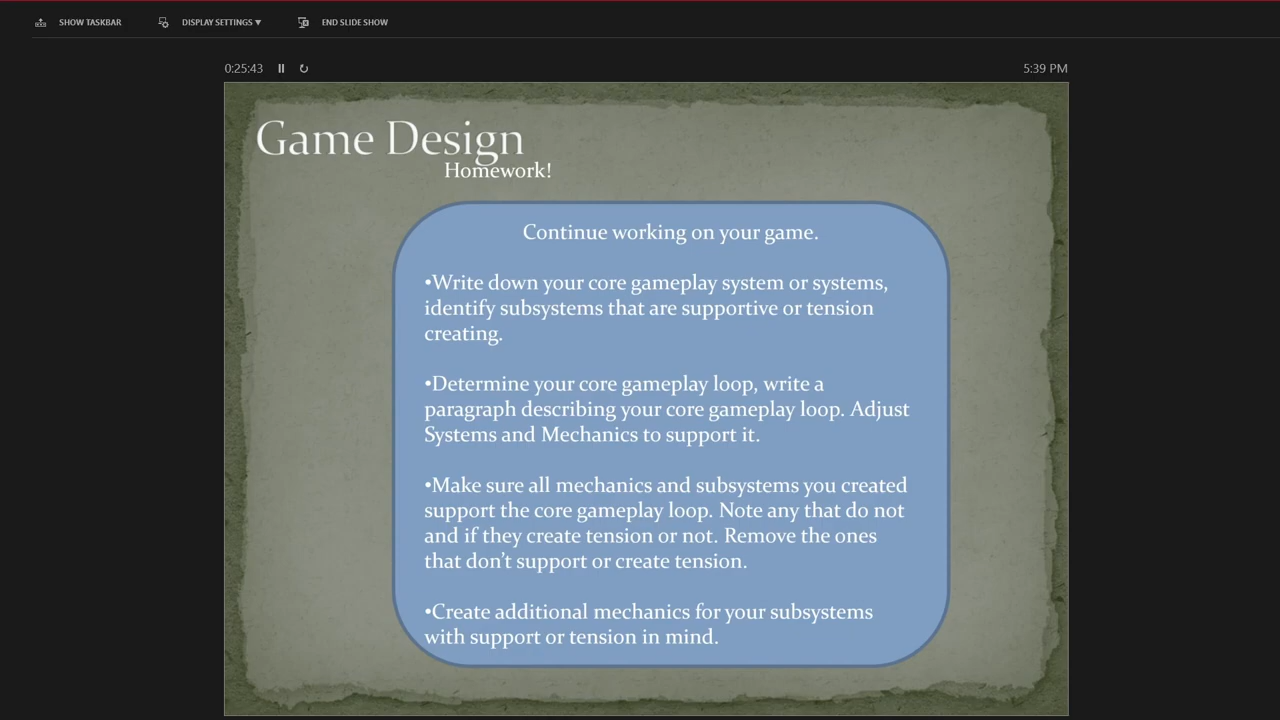 SHOW TASKBAR DISPLAY SETTINGS ▼ END SLIDE SHOW
0:25:43 5:39 PM
Game Design
Homework!
Continue working on your game.
•Write down your core gameplay system or systems,
identify subsystems that are supportive or tension
creating.
•Determine your core gameplay loop, write a
paragraph describing your core gameplay loop. Adjust
Systems and Mechanics to support it.
•Make sure all mechanics and subsystems you created
support the core gameplay loop. Note any that do not
and if they create tension or not. Remove the ones
that don't support or create tension.
•Create additional mechanics for your subsystems
with support or tension in mind.